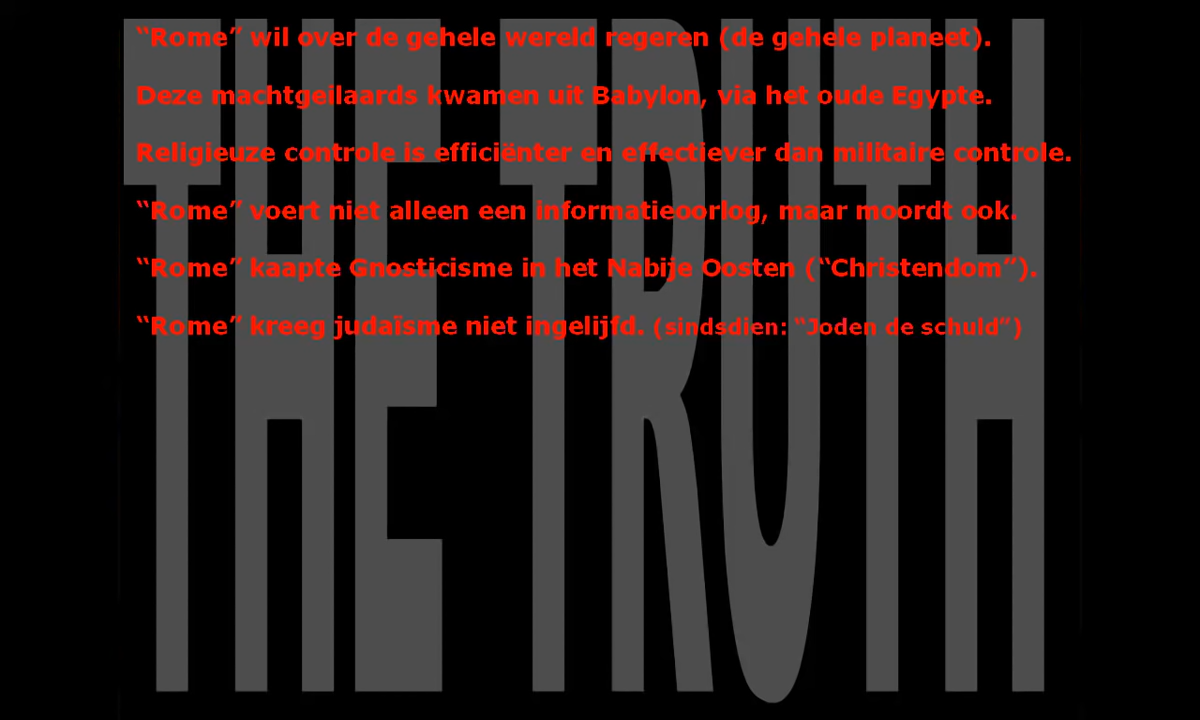 THE TRUTH
“Rome” wil over de gehele wereld regeren (de gehele planeet).
Deze machtgeilaards kwamen uit Babylon, via het oude Egypte.
Religieuze controle is efficiënter en effectiever dan militaire controle.
“Rome” voert niet alleen een informatieoorlog, maar moordt ook.
“Rome” kaapte Gnosticisme in het Nabije Oosten (“Christendom”).
“Rome” kreeg judaïsme niet ingelijfd. (sindsdien: “Joden de schuld”)